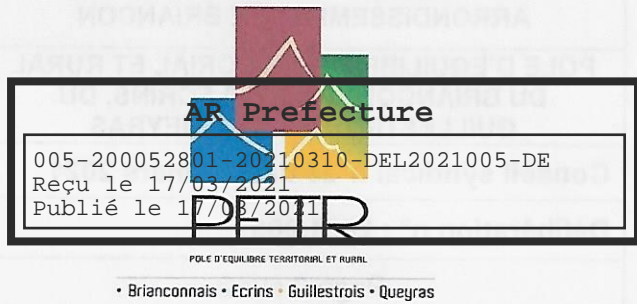 AR Prefecture
005-200052801-20210310-DEL2021005-DE
Reçu le 17/03/2021
Publié le 17/03/2021
PETR
POLE D'EQUILIBRE TERRITORIAL ET RURAL
• Brianconnais • Ecrins • Guillestrois • Queyras